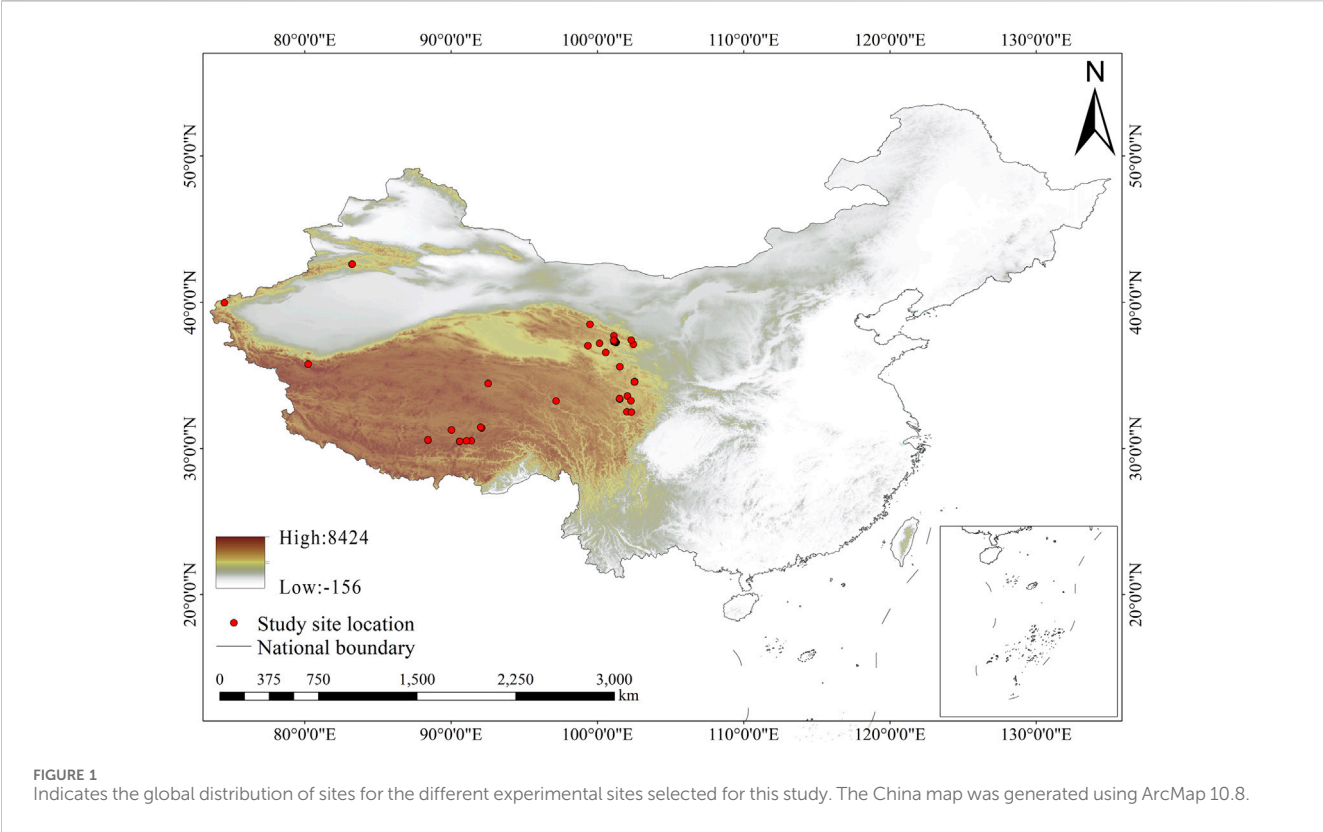 80°0'0"E 90°0'0"E 100°0'0"E 110°0'0"E 120°0'0"E 130°0'0"E
N
50°0'0"N 50°0'0"N
40°0'0"N 40°0'0"N
30°0'0"N 30°0'0"N
20°0'0"N 20°0'0"N
High:8424
Low:-156
Study site location
National boundary
0 375 750 1,500 2,250 3,000
km
80°0'0"E 90°0'0"E 100°0'0"E 110°0'0"E 120°0'0"E 130°0'0"E
FIGURE 1
Indicates the global distribution of sites for the different experimental sites selected for this study. The China map was generated using ArcMap 10.8.